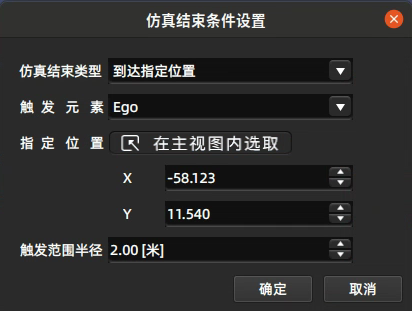 仿真结束条件设置
仿真结束类型 到达指定位置
触发元素 Ego
指定位置 在主视图内选取
X -58.123
Y 11.540
触发范围半径 2.00 [米]
确定 取消